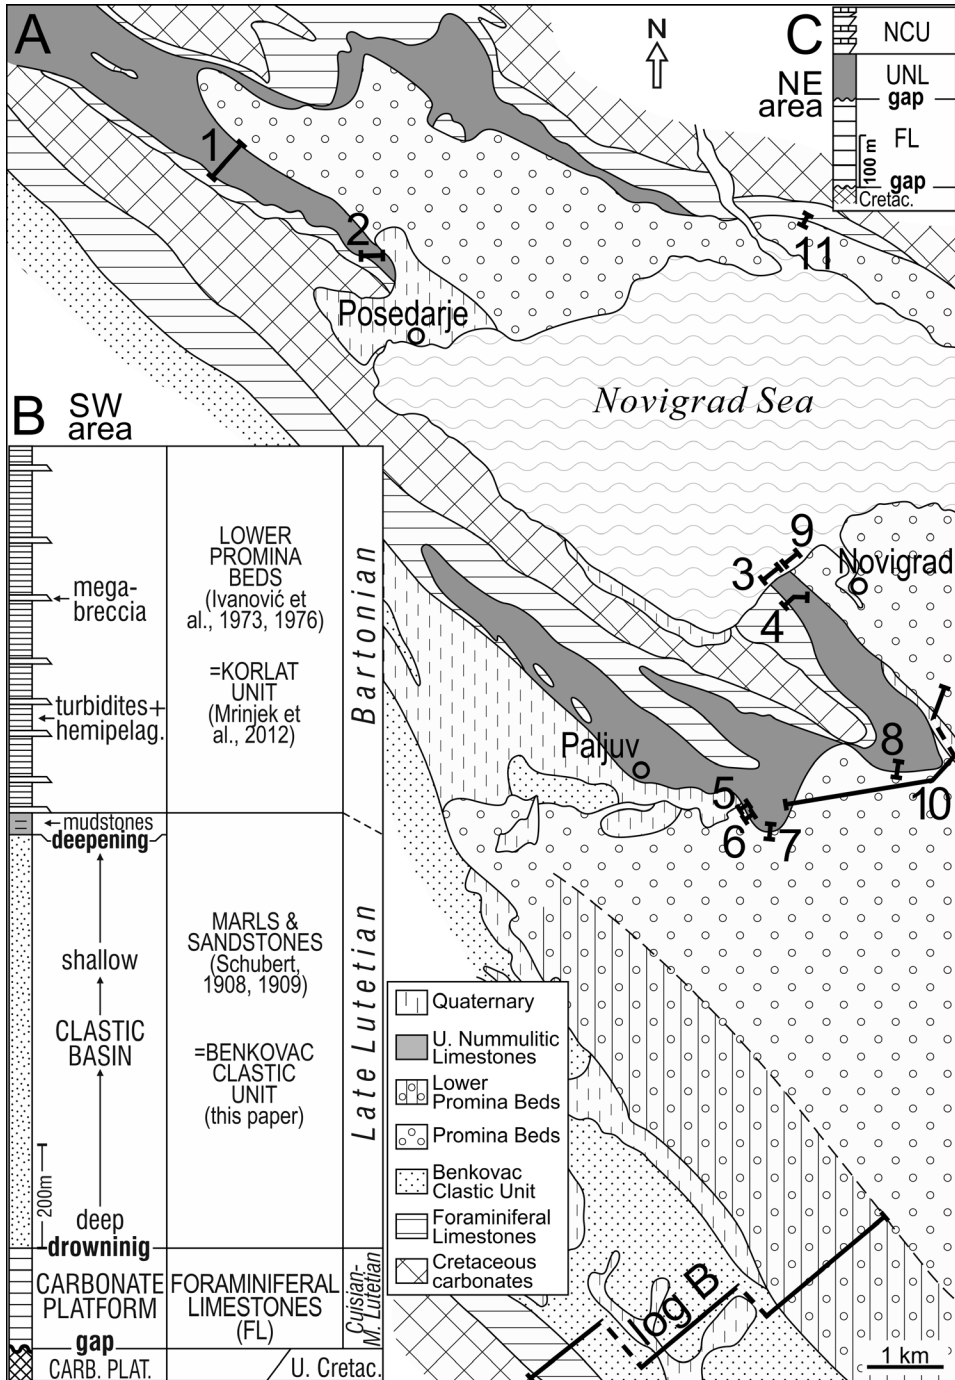 A
N
C
NE
area
NCU
UNL
gap
FL
100 m
gap
Cretac.
1
2
11
Posedarje
Novigrad Sea
B
SW
area
mega-
breccia
turbidites+
hemipelag.
LOWER
PROMINA
BEDS
(Ivanović et
al., 1973, 1976)
=KORLAT
UNIT
(Mrinjek et
al., 2012)
Bartonian
mudstones
deepening
shallow
CLASTIC
BASIN
deep
drowninig
200m
MARLS &
SANDSTONES
(Schubert,
1908, 1909)
=BENKOVAC
CLASTIC
UNIT
(this paper)
Late Lutetian
CARBONATE
PLATFORM
gap
FORAMINIFERAL
LIMESTONES
(FL)
Cuisian-
M. Lutetian
CARB. PLAT.
U. Cretac.
9
3
4
Novigrad
Paljuv
5
6
7
8
10
Quaternary
U. Nummulitic
Limestones
Lower
Promina Beds
Promina Beds
Benkovac
Clastic Unit
Foraminiferal
Limestones
Cretaceous
carbonates
log B
1 km